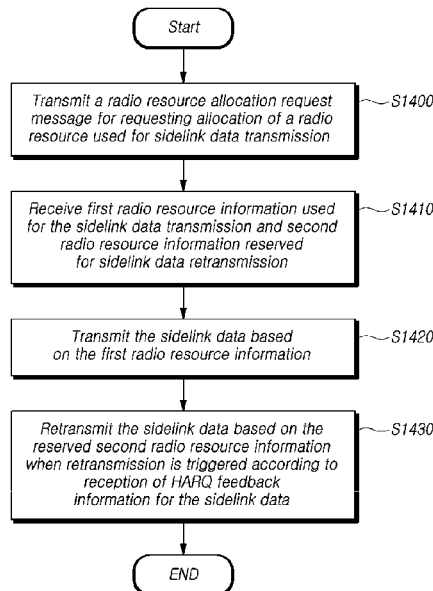 Start
Transmit a radio resource allocation request
message for requesting allocation of a radio
resource used for sidelink data transmission
S1400
Receive first radio resource information used
for the sidelink data transmission and second
radio resource information reserved
for sidelink data retransmission
S1410
Transmit the sidelink data based
on the first radio resource information
S1420
Retransmit the sidelink data based on the
reserved second radio resource information
when retransmission is triggered according to
reception of HARQ feedback
information for the sidelink data
S1430
END